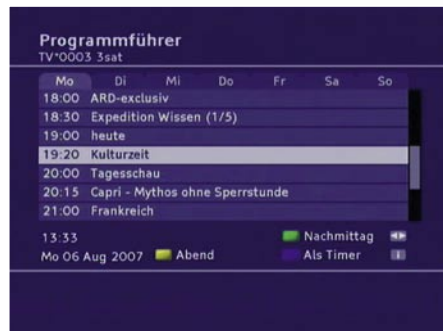 Programmführer
TV*0003 3sat
Mo Di Mi Do Fr Sa So
18:00 ARD-exclusiv
18:30 Expedition Wissen (1/5)
19:00 heute
19:20 Kulturzeit
20:00 Tagesschau
20:15 Capri - Mythos ohne Sperrstunde
21:00 Frankreich
13:33 Nachmittag
Mo 06 Aug 2007 Abend Als Timer i